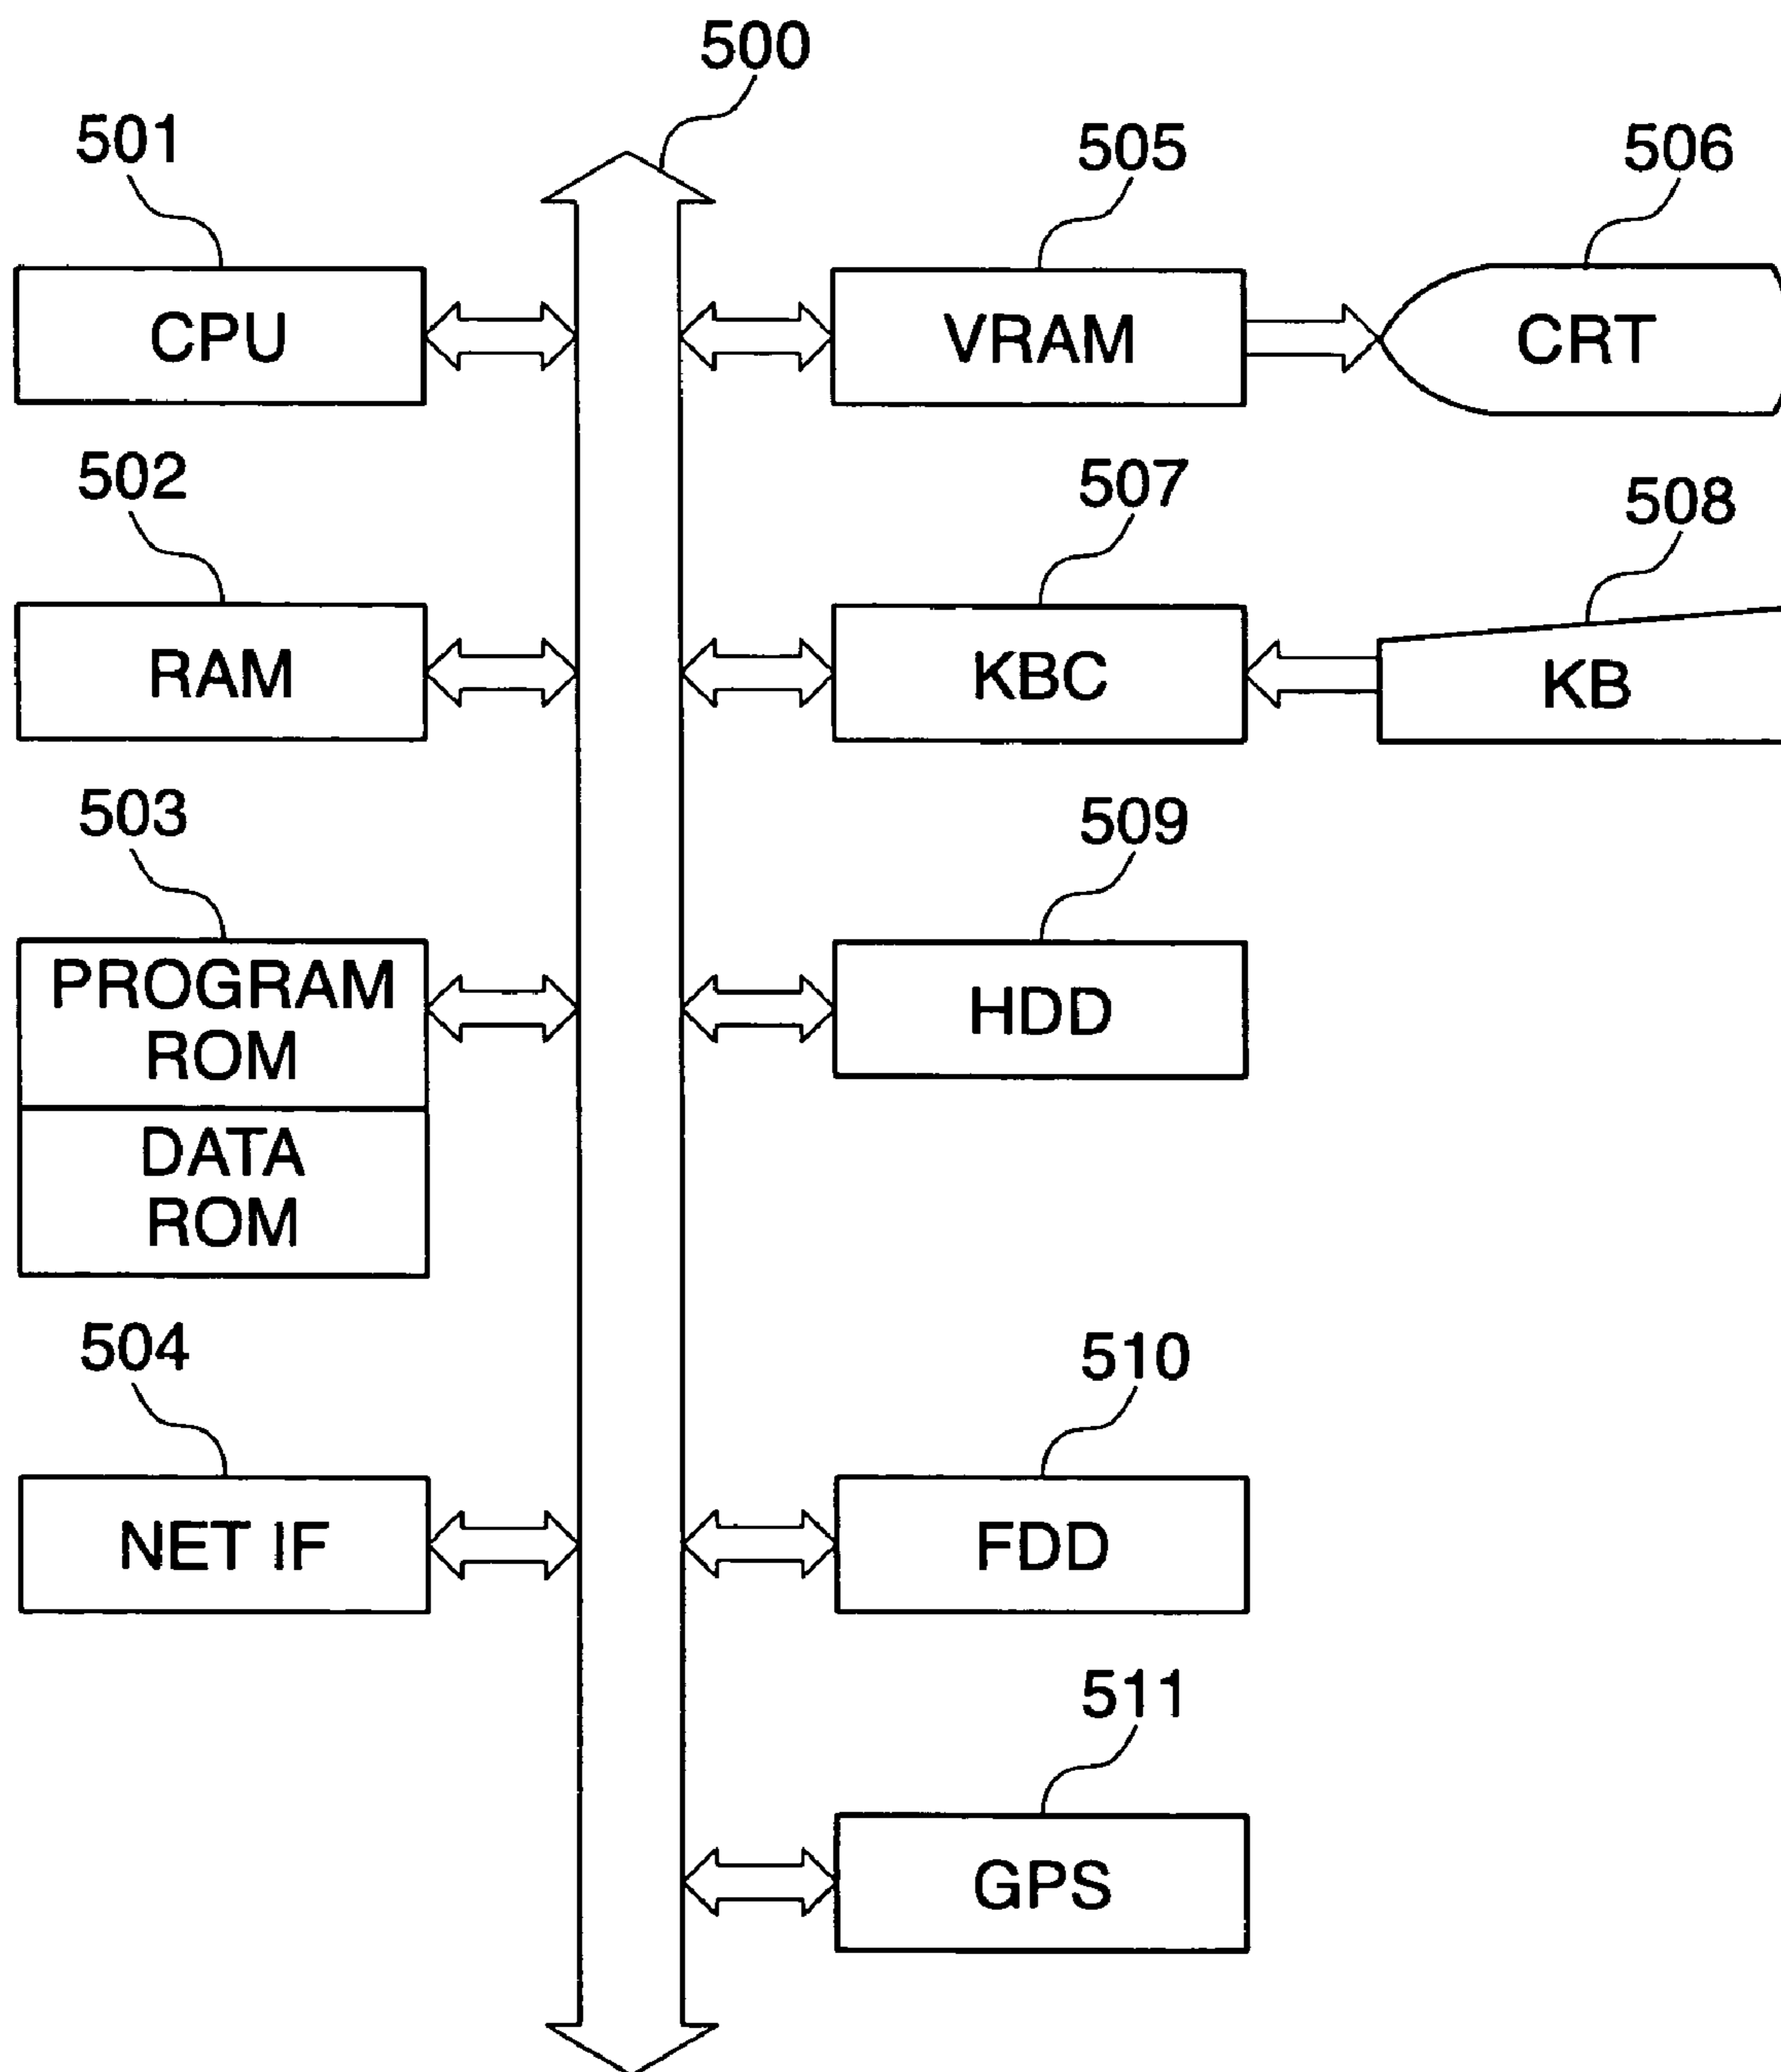 500
501
505
506
CPU
VRAM
CRT
502
507
508
RAM
KBC
KB
503
509
PROGRAM
ROM
HDD
DATA
ROM
504
510
NET IF
FDD
511
GPS